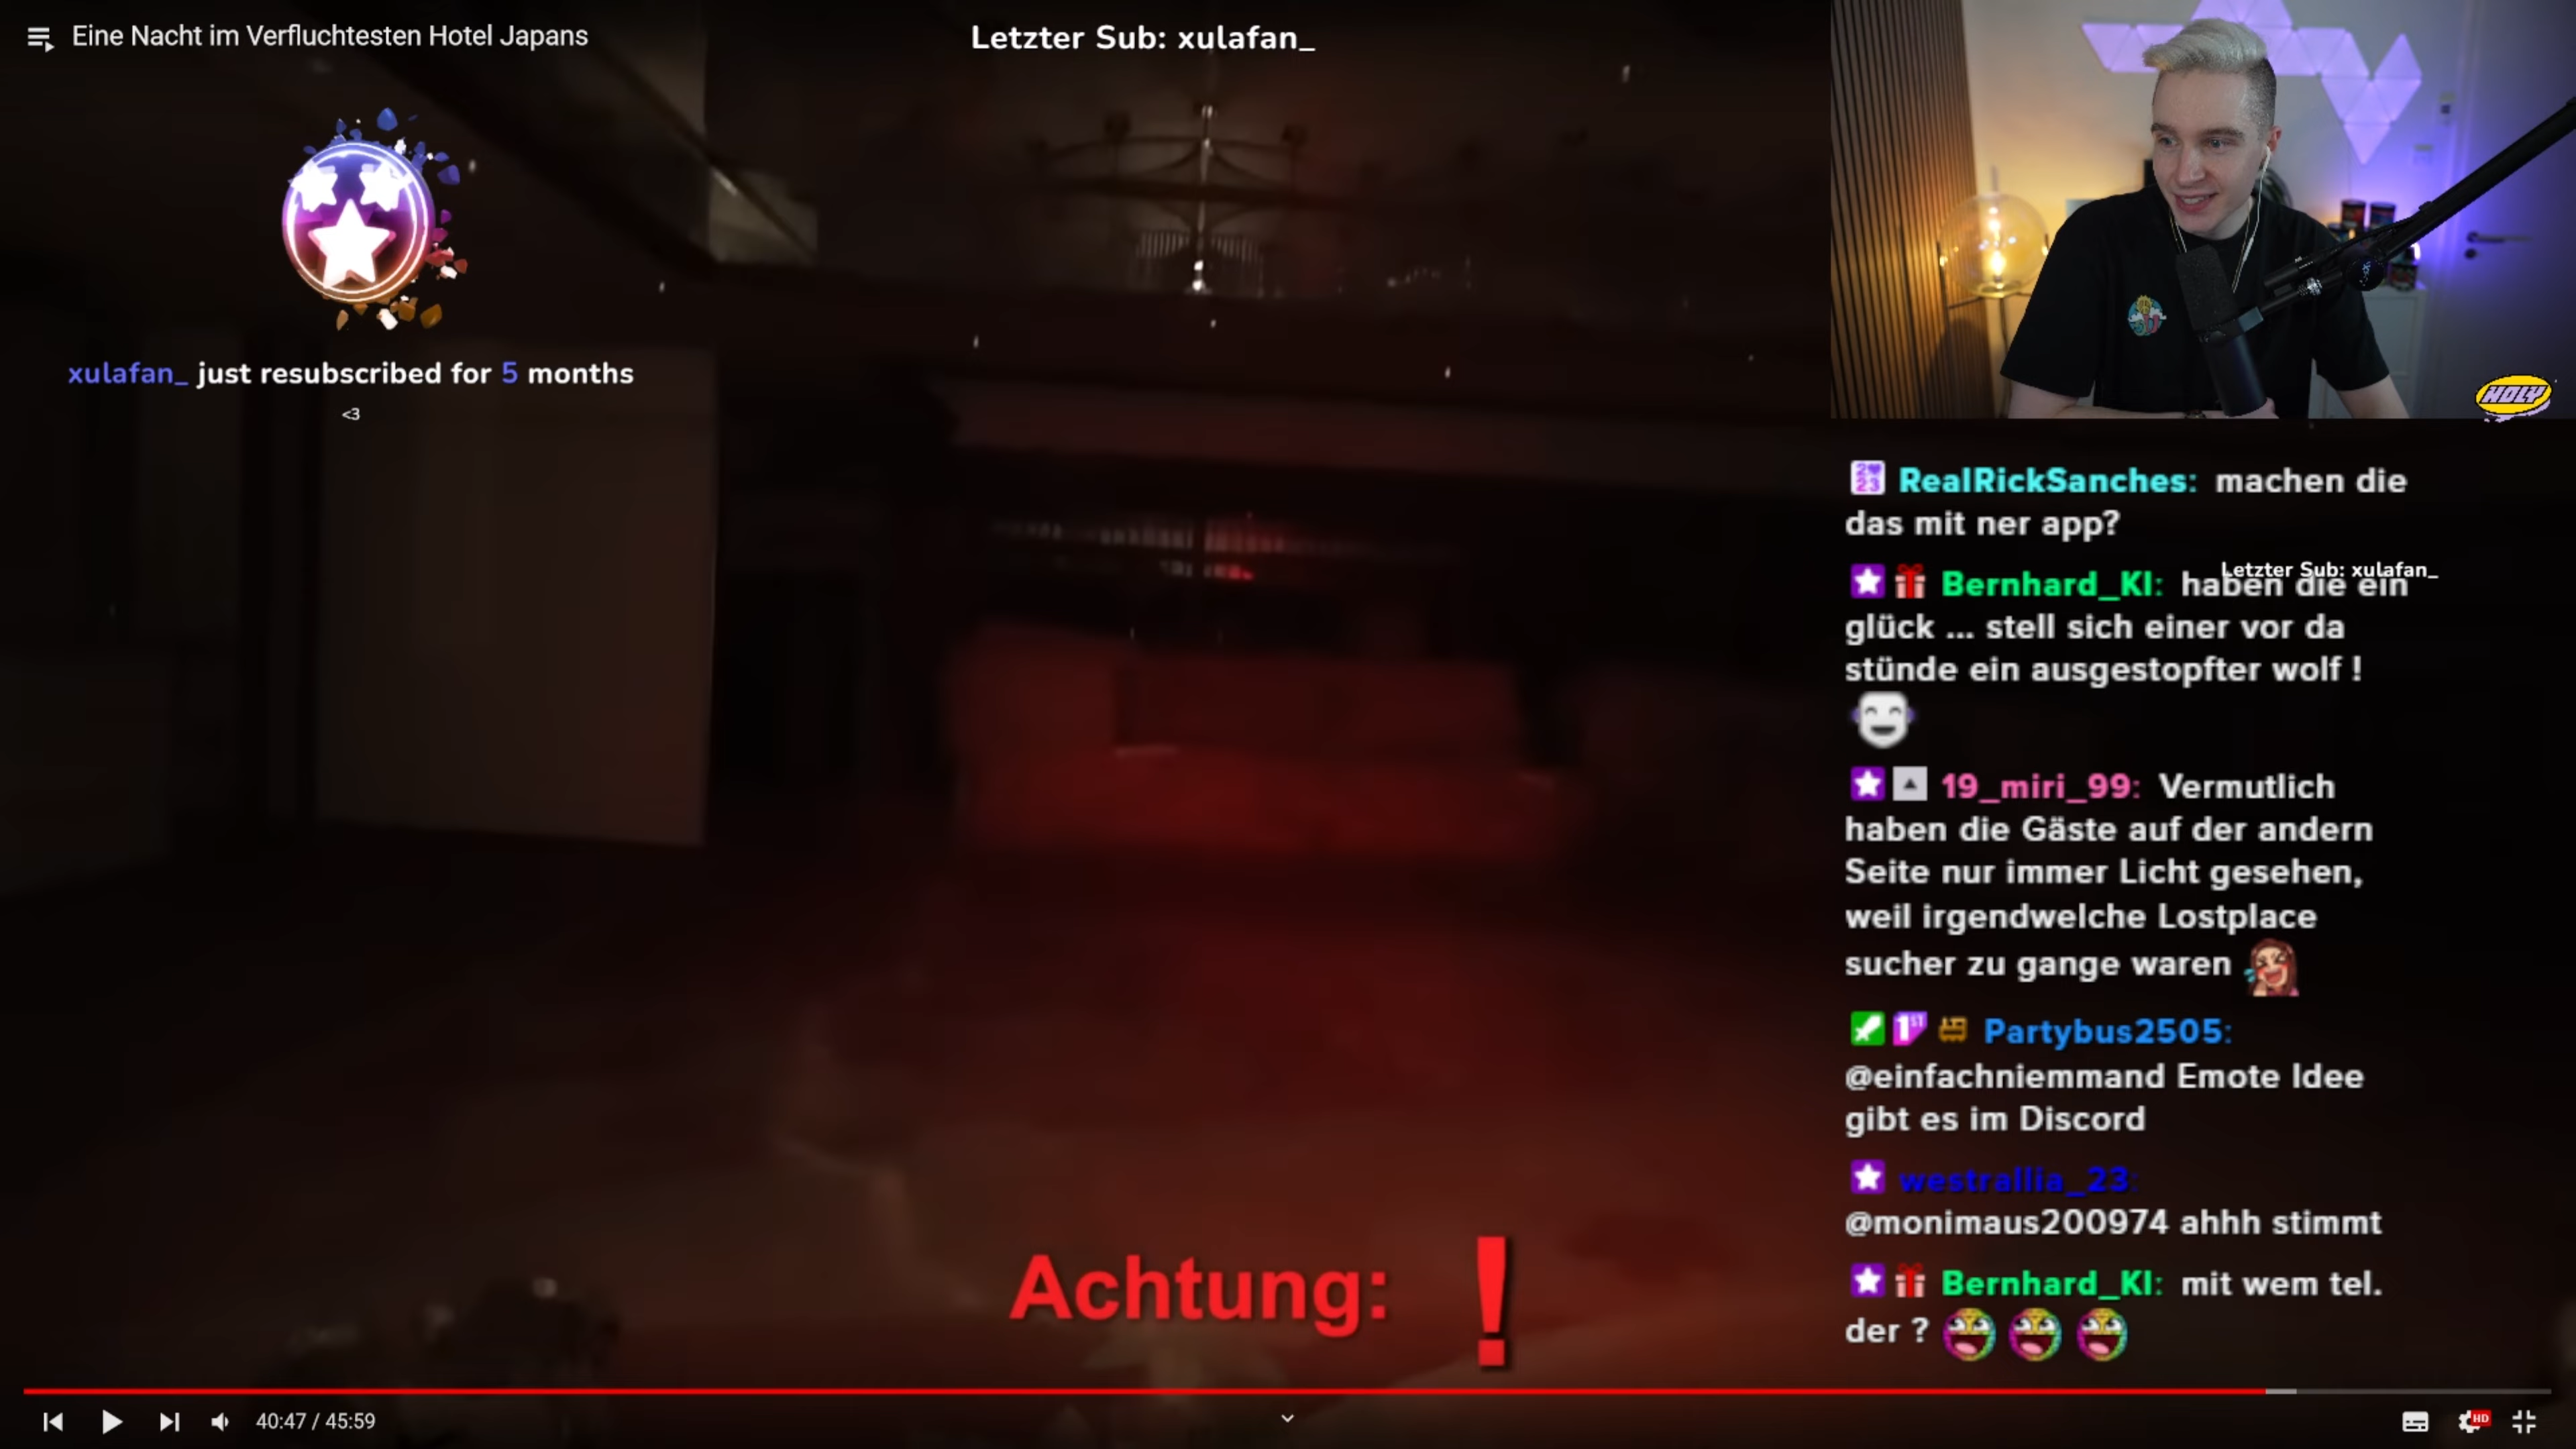 Eine Nacht im Verfluchtesten Hotel Japans
Letzter Sub: xulafan_
xulafan_ just resubscribed for 5 months
<3
HOLY
RealRickSanches: machen die
das mit ner app?
Letzter Sub: xulafan_
Bernhard_KI: haben die ein
glück ... stell sich einer vor da
stünde ein ausgestopfter wolf !
19_miri_99: Vermutlich
haben die Gäste auf der andern
Seite nur immer Licht gesehen,
weil irgendwelche Lostplace
sucher zu gange waren
1ST Partybus2505:
@einfachniemmand Emote Idee
gibt es im Discord
westrallia_23:
@monimaus200974 ahhh stimmt
Bernhard_KI: mit wem tel.
der ?
Achtung: !
40:47 / 45:59
HD